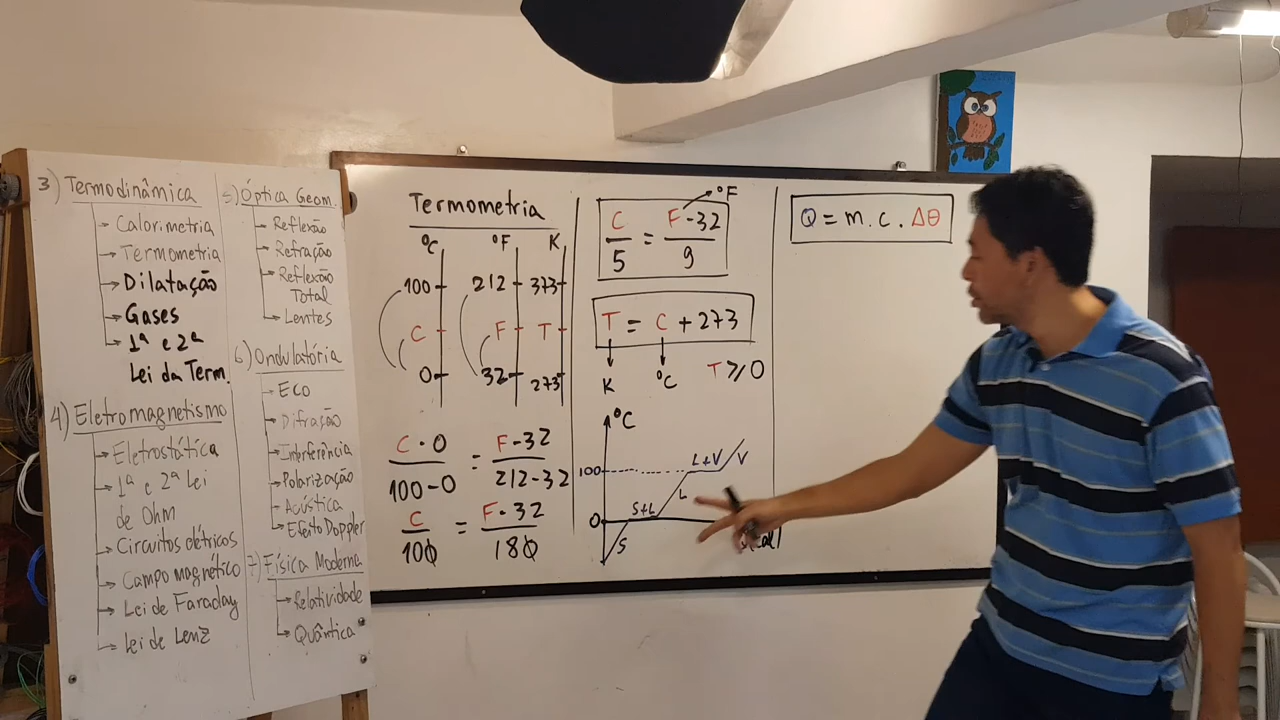 3) Termodinâmica
Calorimetria
Termometria
Dilatação
Gases
1ª e 2ª
Lei da Term.
4) Eletromagnetismo
Eletrostática
1ª e 2ª Lei
de Ohm
Circuitos elétricos
Campo magnético
Lei de Faraday
Lei de Lenz
5) Óptica Geom.
Reflexão
Refração
Reflexão
Total
Lentes
6) Ondulatória
Eco
Difração
Interferência
Polarização
Acústica
Efeito Doppler
7) Física Moderna
Relatividade
Quântica
Termometria
°C °F K
100 212 373
C F T
0 32 273
C - 0 / 100 - 0 = F - 32 / 212 - 32
C / 100 = F - 32 / 180
°F
C / 5 = F - 32 / 9
T = C + 273
K °C T ⩾ 0
°C
100 L+V V
L
0 S+L
S
Q = m. c. Δθ